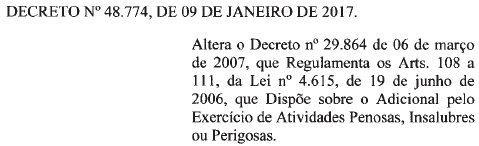 DECRETO Nº 48.774, DE 09 DE JANEIRO DE 2017.
Altera o Decreto nº 29.864 de 06 de março
de 2007, que Regulamenta os Arts. 108 a
111, da Lei nº 4.615, de 19 de junho de
2006, que Dispõe sobre o Adicional pelo
Exercício de Atividades Penosas, Insalubres
ou Perigosas.